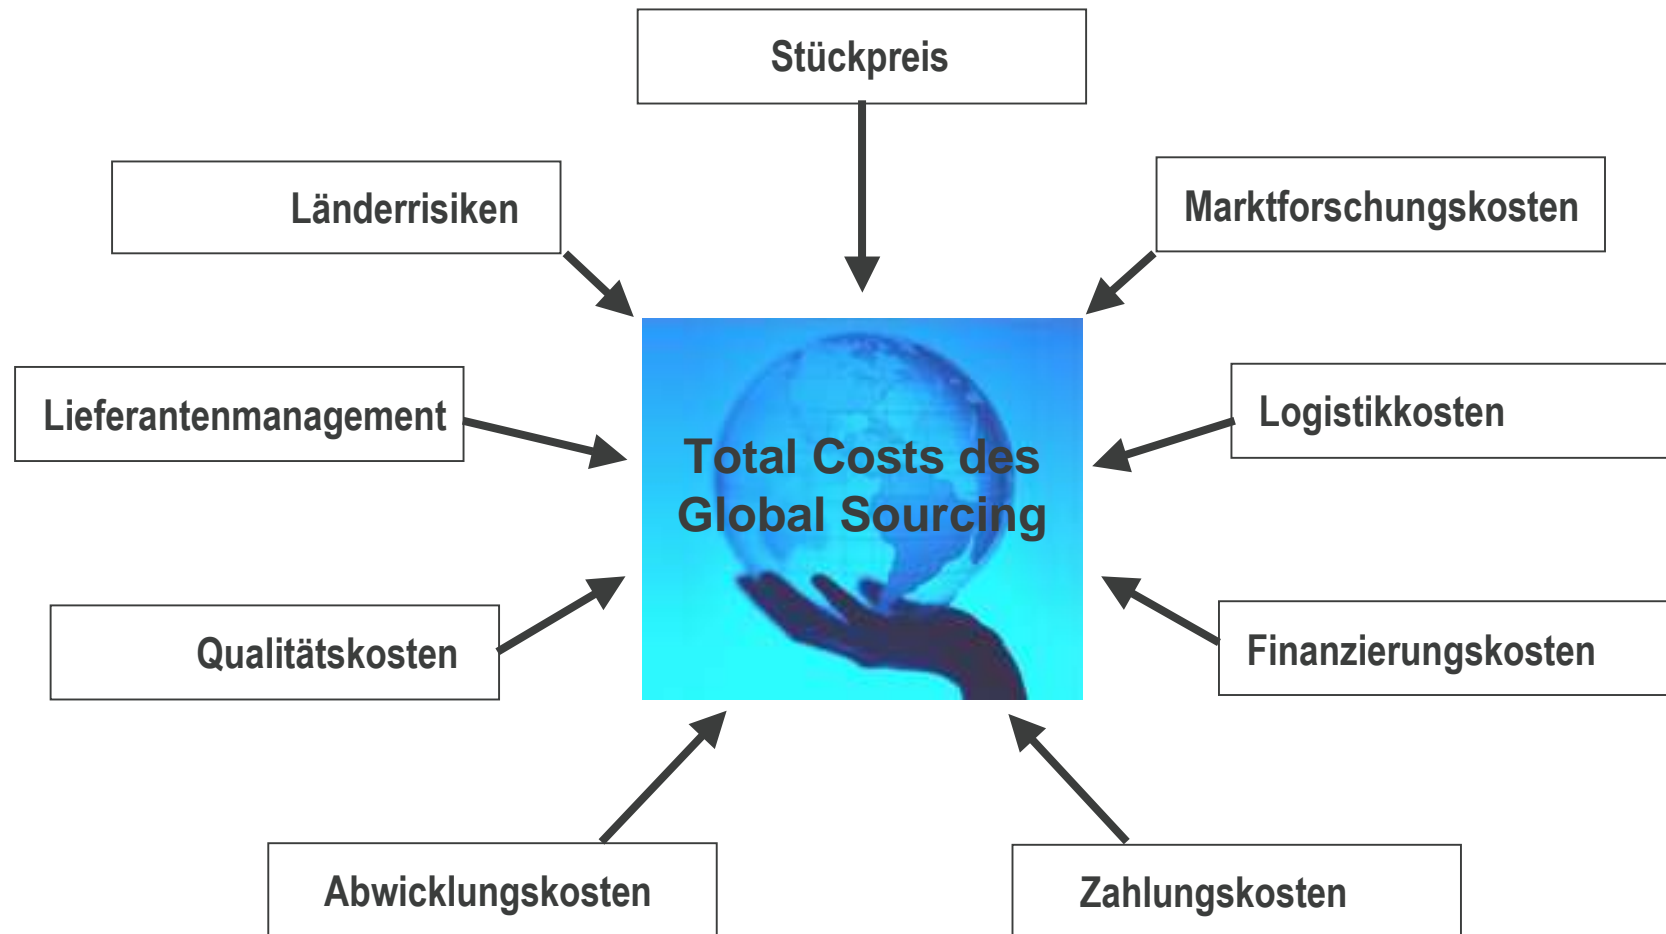 Stückpreis
Länderrisiken
Marktforschungskosten
Lieferantenmanagement
Logistikkosten
Total Costs des
Global Sourcing
Qualitätskosten
Finanzierungskosten
Abwicklungskosten
Zahlungskosten